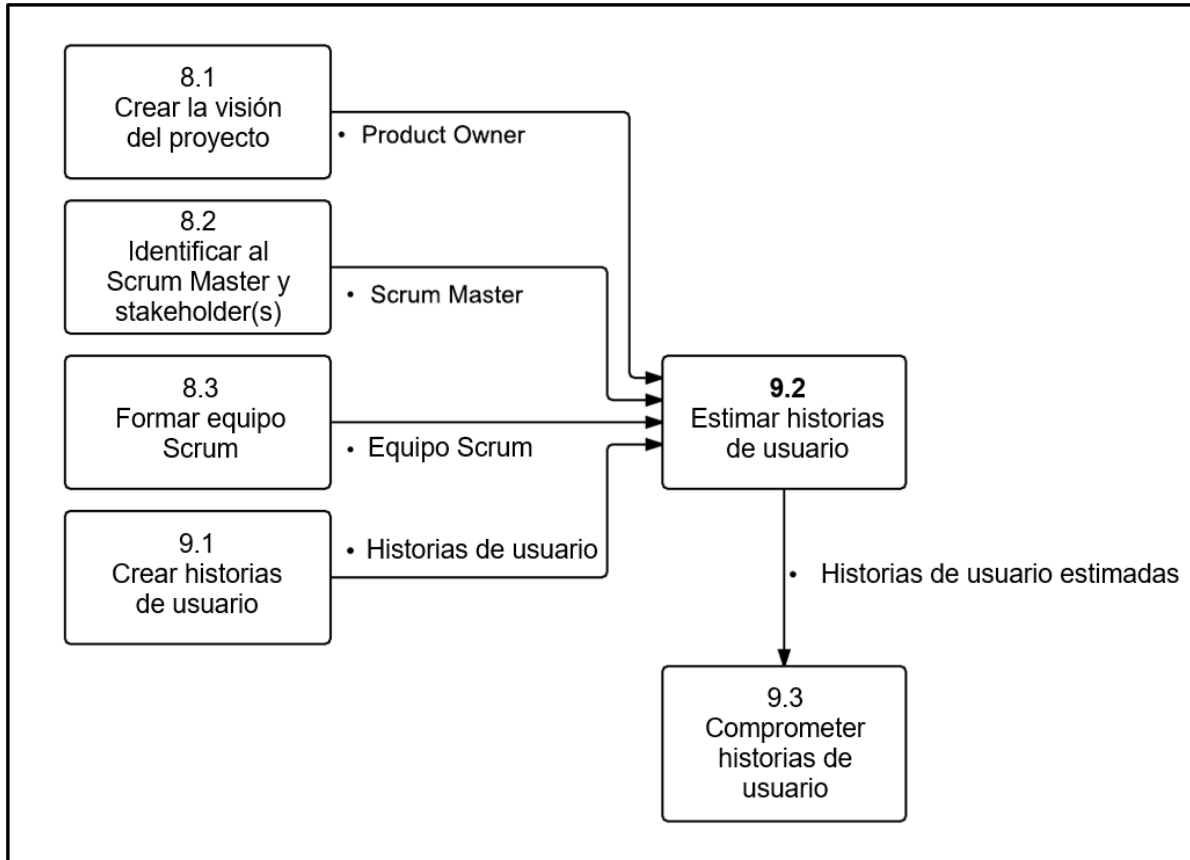 8.1
Crear la visión
del proyecto
• Product Owner
8.2
Identificar al
Scrum Master y
stakeholder(s)
• Scrum Master
8.3
Formar equipo
Scrum
• Equipo Scrum
9.1
Crear historias
de usuario
• Historias de usuario
9.2
Estimar historias
de usuario
• Historias de usuario estimadas
9.3
Comprometer
historias de
usuario